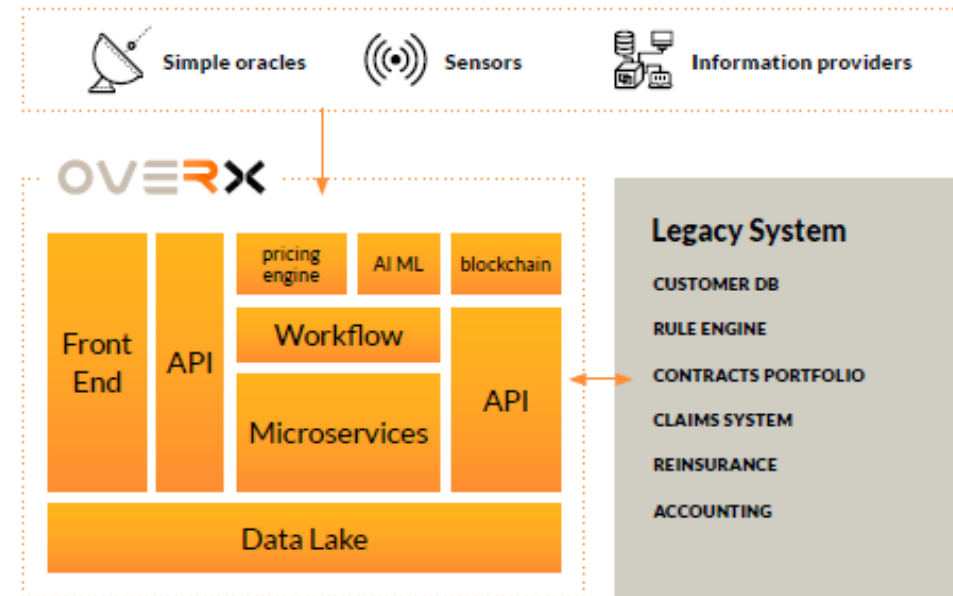 Simple oracles
Sensors
Information providers
OVERX
pricing
engine
AI ML
blockchain
Front
End
API
Workflow
Microservices
API
Data Lake
Legacy System
CUSTOMER DB
RULE ENGINE
CONTRACTS PORTFOLIO
CLAIMS SYSTEM
REINSURANCE
ACCOUNTING